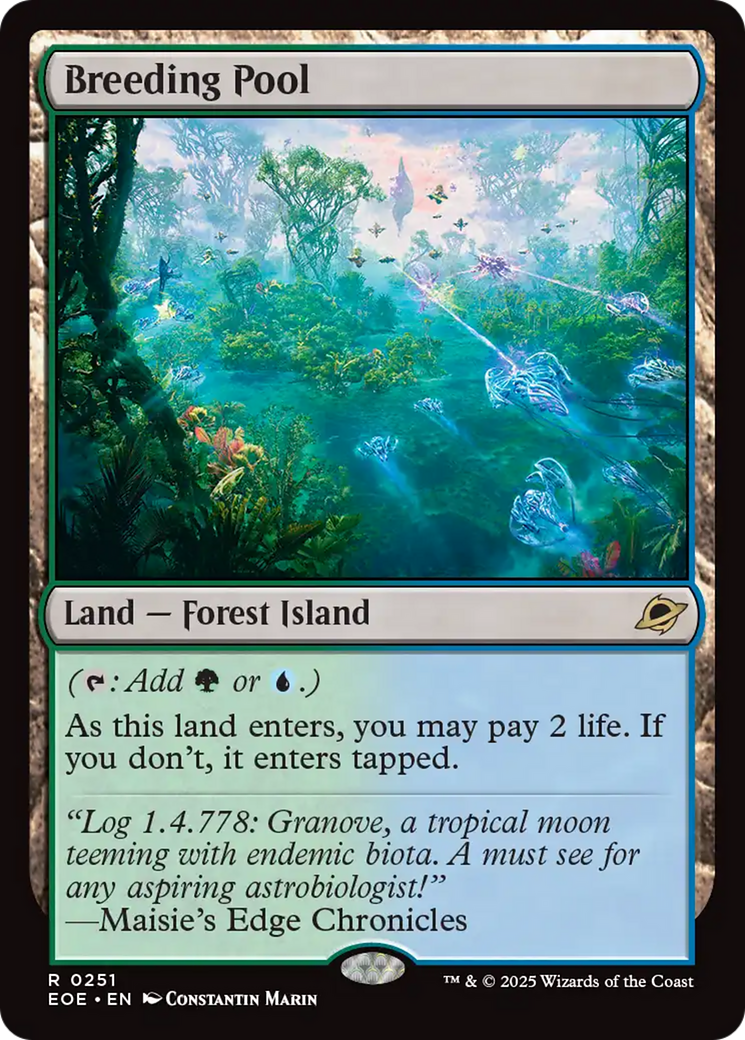 Breeding Pool
Land — Forest Island
(: Add or .)
As this land enters, you may pay 2 life. If
you don't, it enters tapped.
“Log 1.4.778: Granove, a tropical moon
teeming with endemic biota. A must see for
any aspiring astrobiologist!”
—Maisie's Edge Chronicles
R 0251
EOE • EN Constantin Marin
™ & © 2025 Wizards of the Coast